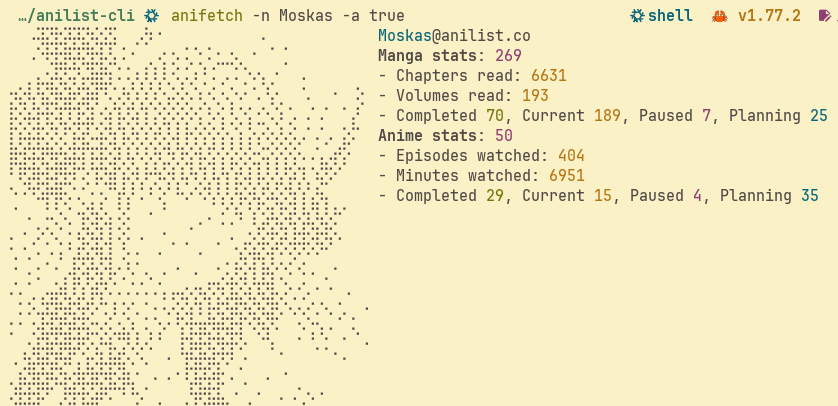 …/anilist-cli anifetch -n Moskas -a true shell v1.77.2
Moskas@anilist.co
Manga stats: 269
- Chapters read: 6631
- Volumes read: 193
- Completed 70, Current 189, Paused 7, Planning 25
Anime stats: 50
- Episodes watched: 404
- Minutes watched: 6951
- Completed 29, Current 15, Paused 4, Planning 35